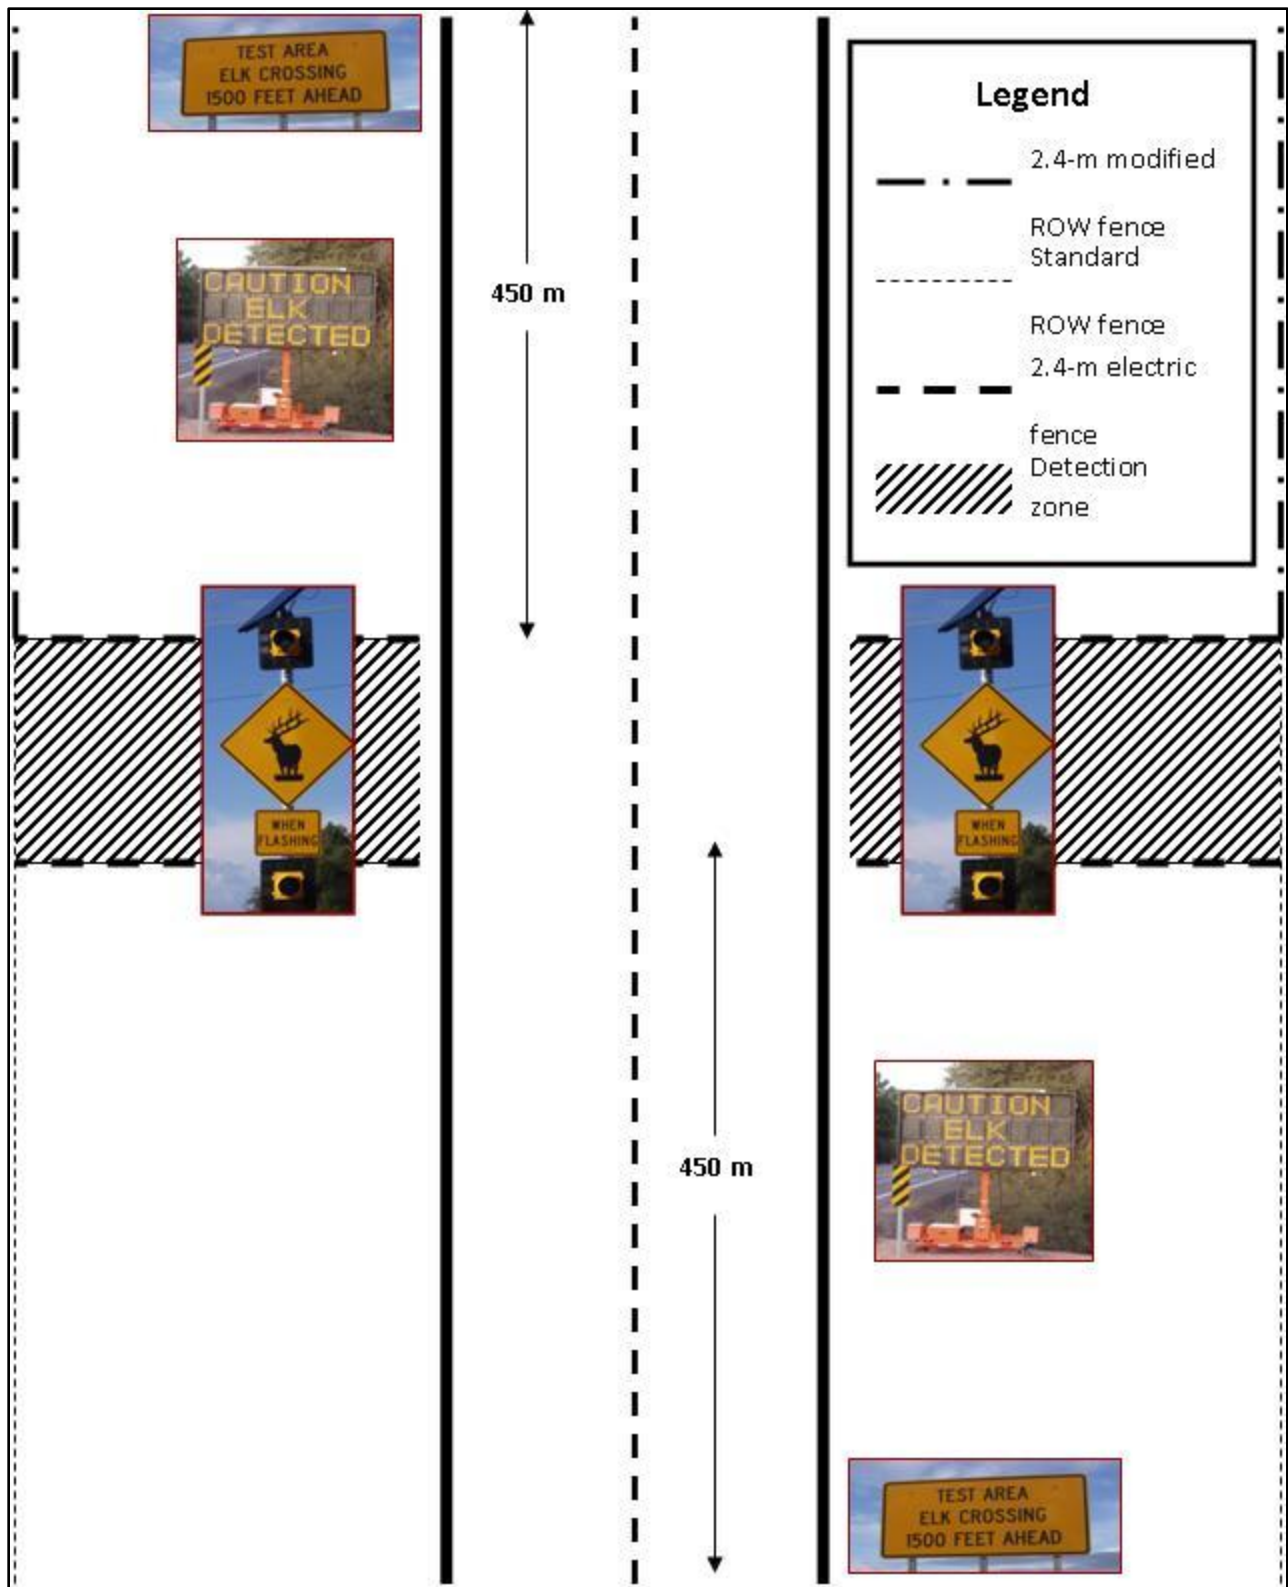 TEST AREA
ELK CROSSING
1500 FEET AHEAD
Legend
2.4-m modified
ROW fence
Standard
ROW fence
2.4-m electric
fence
Detection
zone
CAUTION
ELK
DETECTED
450 m
WHEN
FLASHING
WHEN
FLASHING
CAUTION
ELK
DETECTED
450 m
TEST AREA
ELK CROSSING
1500 FEET AHEAD